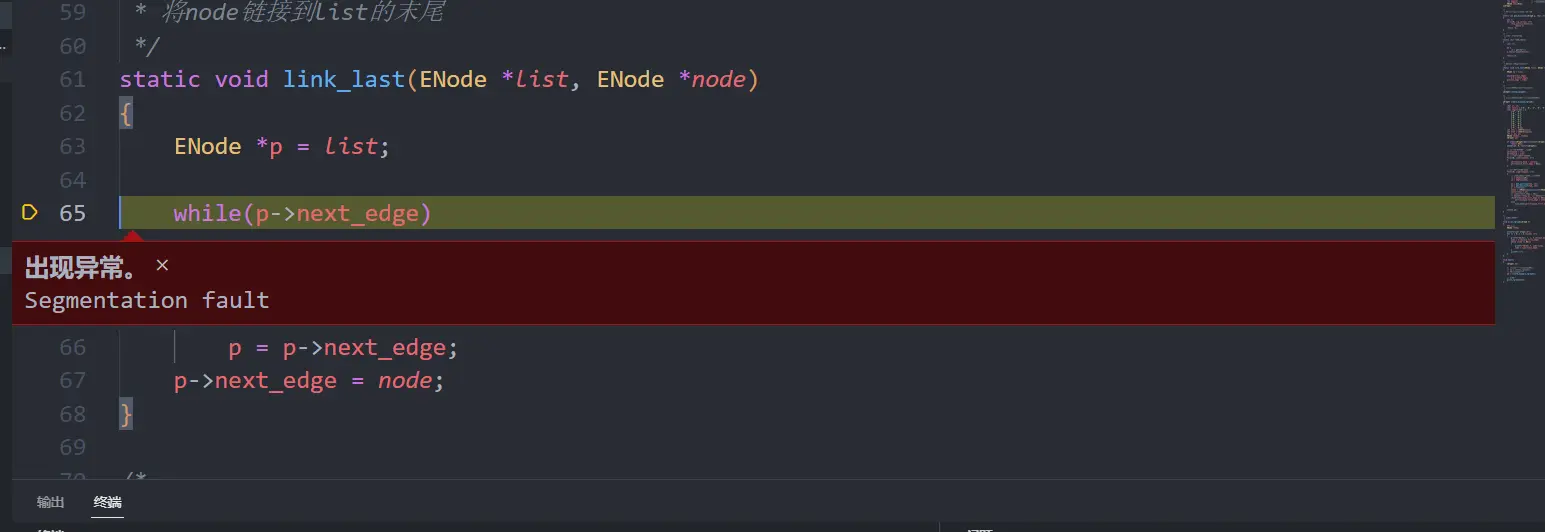 59 * 将node链接到List的末尾
60 */
61 static void link_last(ENode *list, ENode *node)
62 {
63 ENode *p = list;
64
65 while(p->next_edge)
出现异常。 ×
Segmentation fault
66 p = p->next_edge;
67 p->next_edge = node;
68 }
69
70 /*
输出 终端